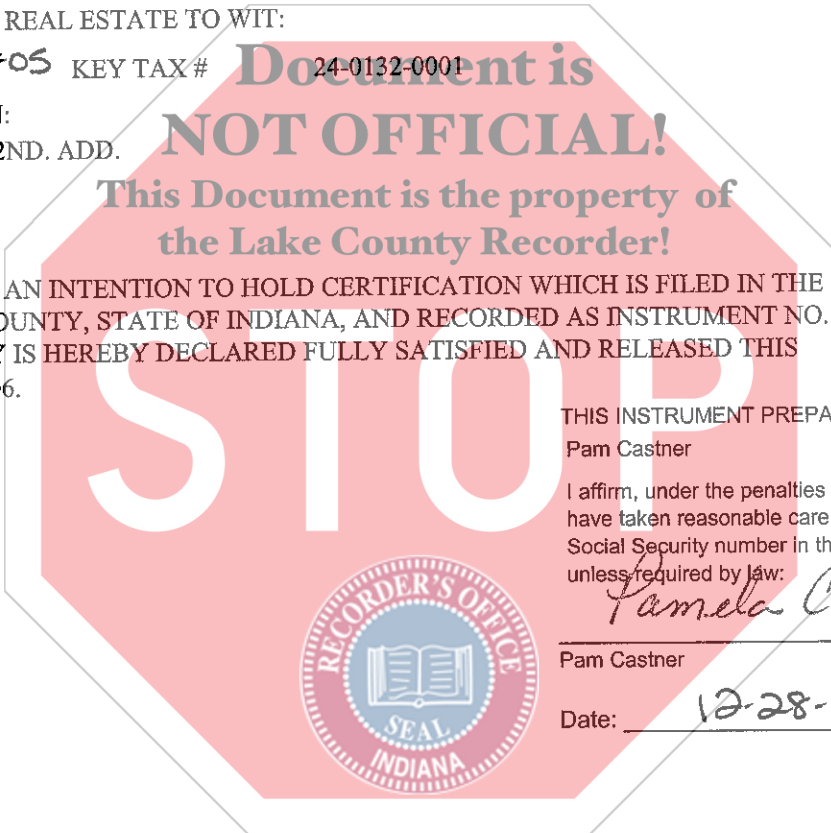 REAL ESTATE TO WIT:
05 KEY TAX # 24-0132-0001
Document is
NOT OFFICIAL!
2ND. ADD.
This Document is the property of
the Lake County Recorder!
AN INTENTION TO HOLD CERTIFICATION WHICH IS FILED IN THE
OUNTY, STATE OF INDIANA, AND RECORDED AS INSTRUMENT NO.
Y IS HEREBY DECLARED FULLY SATISFIED AND RELEASED THIS
6.
STOP
THIS INSTRUMENT PREPA
Pam Castner
I affirm, under the penalties
have taken reasonable care
Social Security number in th
unless required by law:
Pamela C
Pam Castner
Date: 12-28-
RECORDER'S OFFICE
SEAL
INDIANA